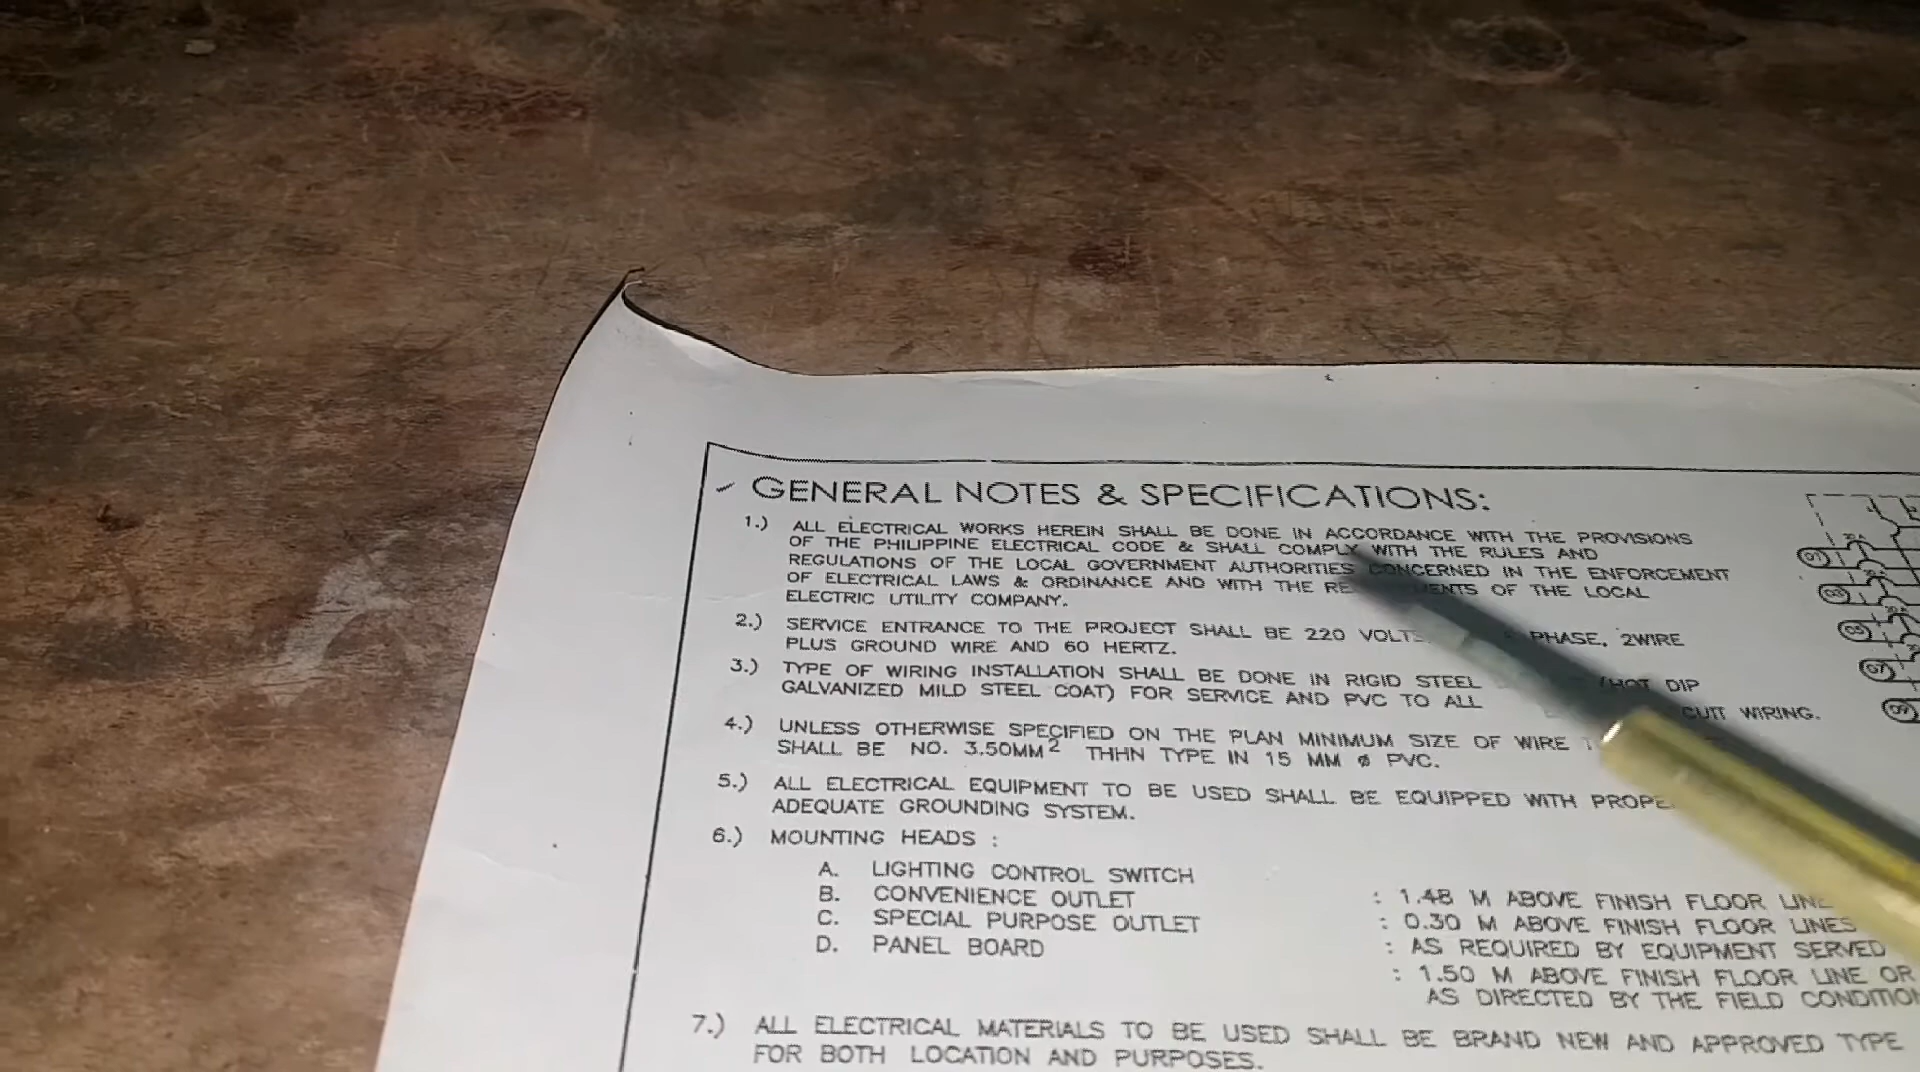 GENERAL NOTES & SPECIFICATIONS:
1.) ALL ELECTRICAL WORKS HEREIN SHALL BE DONE IN ACCORDANCE WITH THE PROVISIONS
OF THE PHILIPPINE ELECTRICAL CODE & SHALL COMPLY WITH THE RULES AND
REGULATIONS OF THE LOCAL GOVERNMENT AUTHORITIES CONCERNED IN THE ENFORCEMENT
OF ELECTRICAL LAWS & ORDINANCE AND WITH THE OF THE LOCAL
ELECTRIC UTILITY COMPANY.
2.) SERVICE ENTRANCE TO THE PROJECT SHALL BE 220 PHASE, 2WIRE
PLUS GROUND WIRE AND 60 HERTZ.
3.) TYPE OF WIRING INSTALLATION SHALL BE DONE IN RIGID STEEL (HOT DIP
GALVANIZED MILD STEEL COAT) FOR SERVICE AND PVC TO ALL WIRING.
4.) UNLESS OTHERWISE SPECIFIED ON THE PLAN MINIMUM SIZE OF WIRE
SHALL BE NO. 3.50MM² THHN TYPE IN 15 MM ø PVC.
5.) ALL ELECTRICAL EQUIPMENT TO BE USED SHALL BE EQUIPPED WITH
ADEQUATE GROUNDING SYSTEM.
6.) MOUNTING HEADS :
A. LIGHTING CONTROL SWITCH : 1.48 M ABOVE FINISH FLOOR
B. CONVENIENCE OUTLET : 0.30 M ABOVE FINISH FLOOR LINES
C. SPECIAL PURPOSE OUTLET : AS REQUIRED BY EQUIPMENT SERVED
D. PANEL BOARD : 1.50 M ABOVE FINISH FLOOR LINE OR
AS DIRECTED BY THE FIELD
7.) ALL ELECTRICAL MATERIALS TO BE USED SHALL BE BRAND NEW AND APPROVED TYPE
FOR BOTH LOCATION AND PURPOSES.